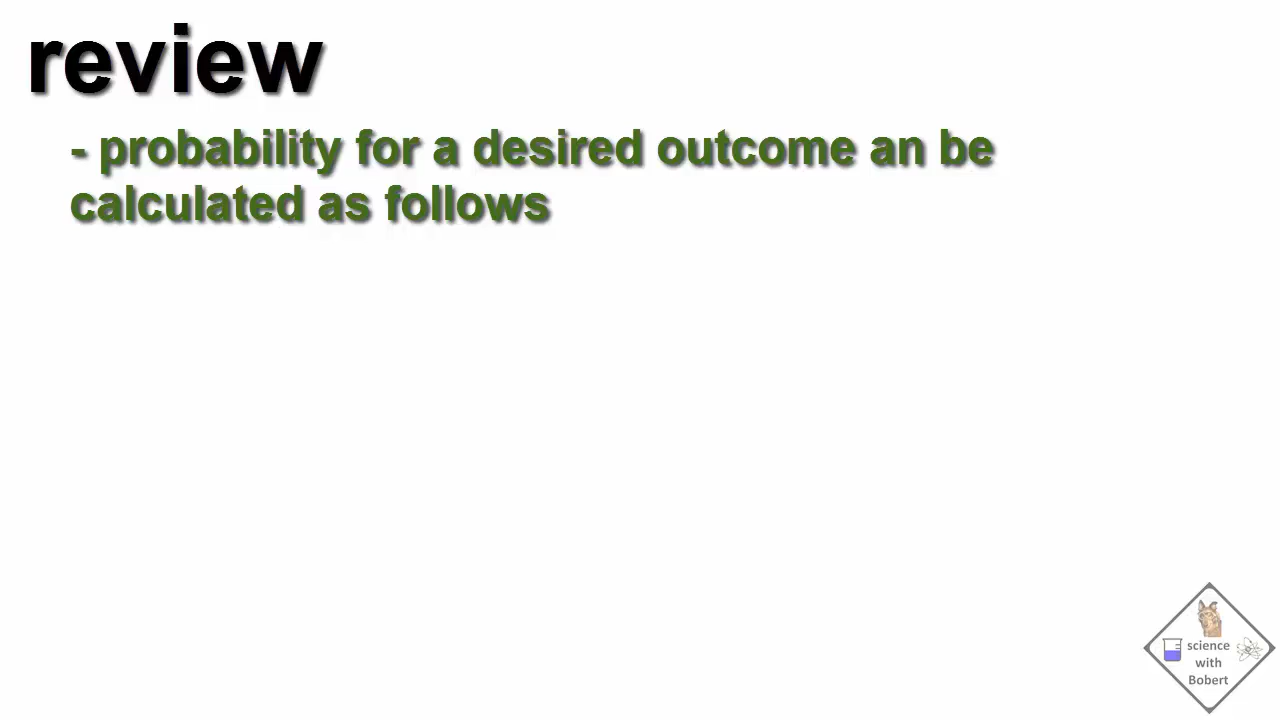 review
- probability for a desired outcome an be
calculated as follows
science
with
Bobert